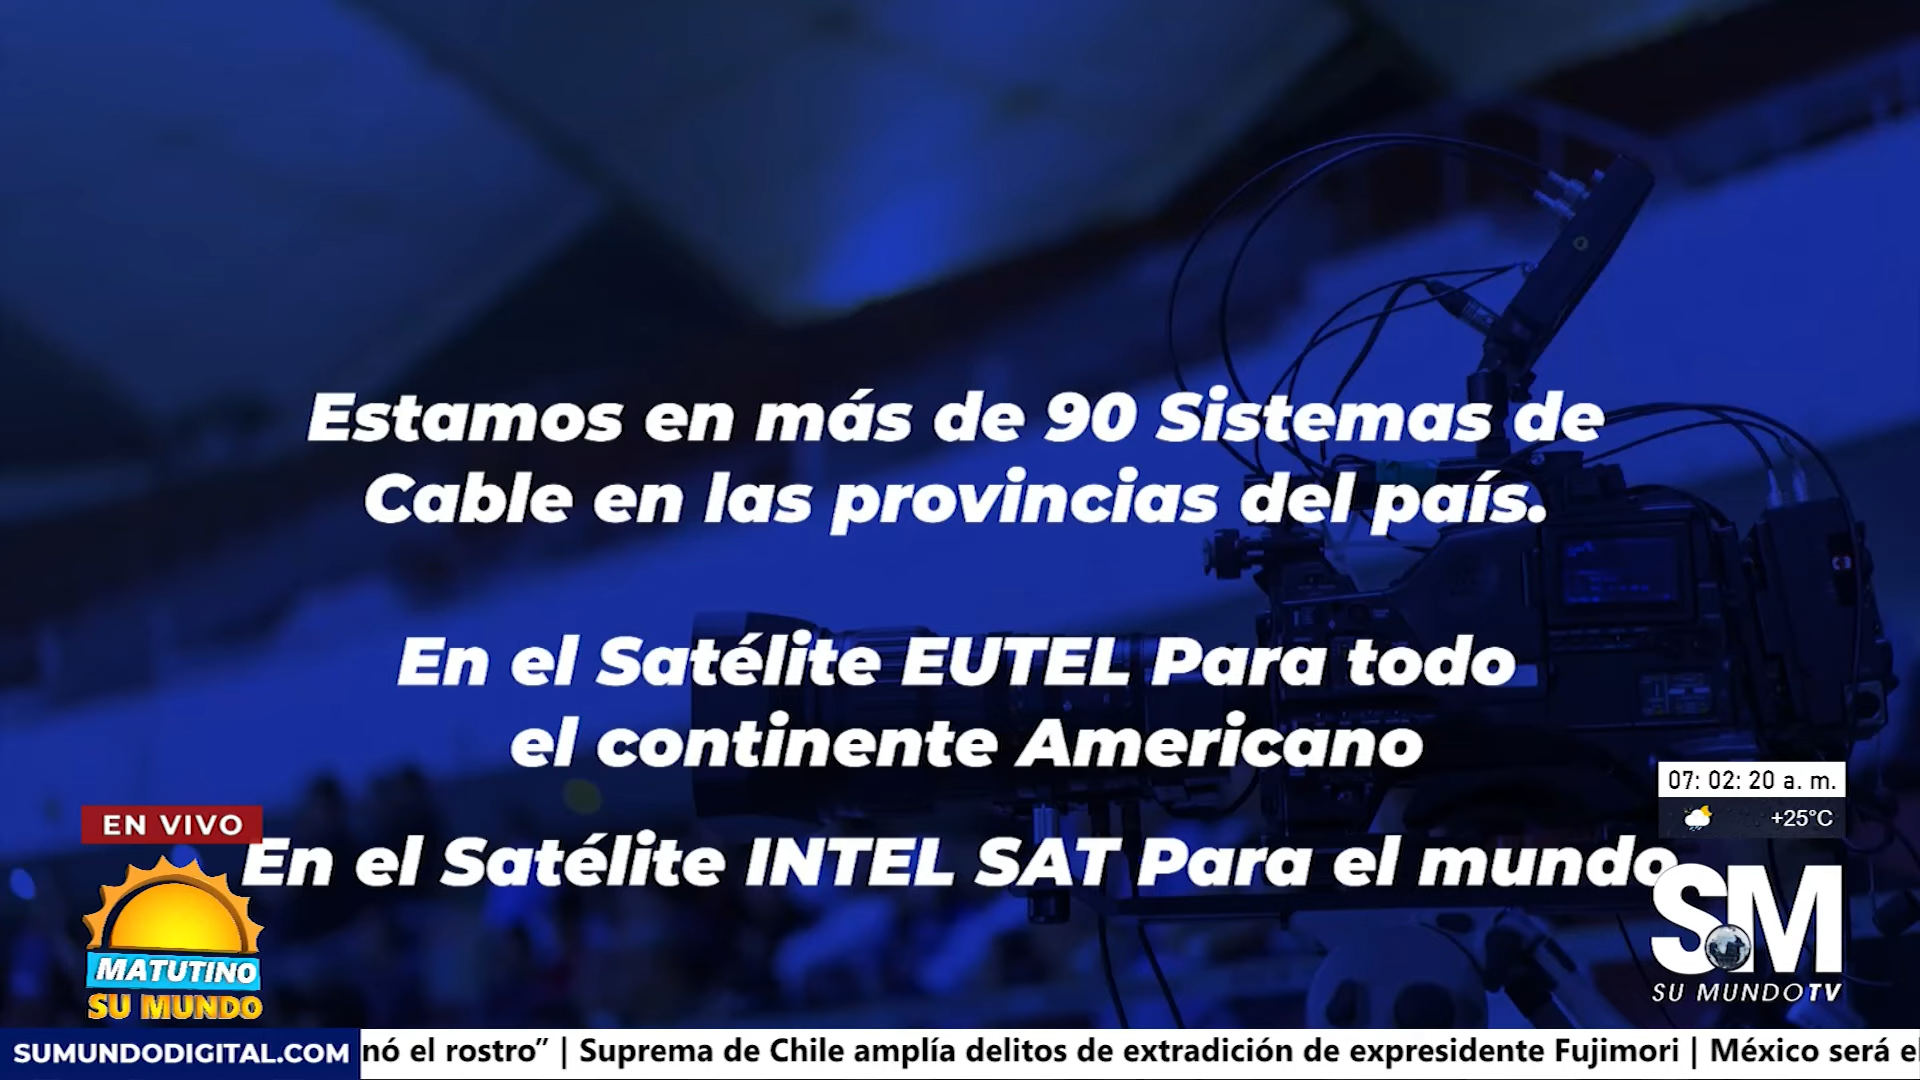 Estamos en más de 90 Sistemas de
Cable en las provincias del país.
En el Satélite EUTEL Para todo
el continente Americano
En el Satélite INTEL SAT Para el mundo
07: 02: 20 a. m.
+25°C
EN VIVO
MATUTINO
SU MUNDO
SM
SU MUNDO TV
SUMUNDODIGITAL.COM
nó el rostro” | Suprema de Chile amplía delitos de extradición de expresidente Fujimori | México será el